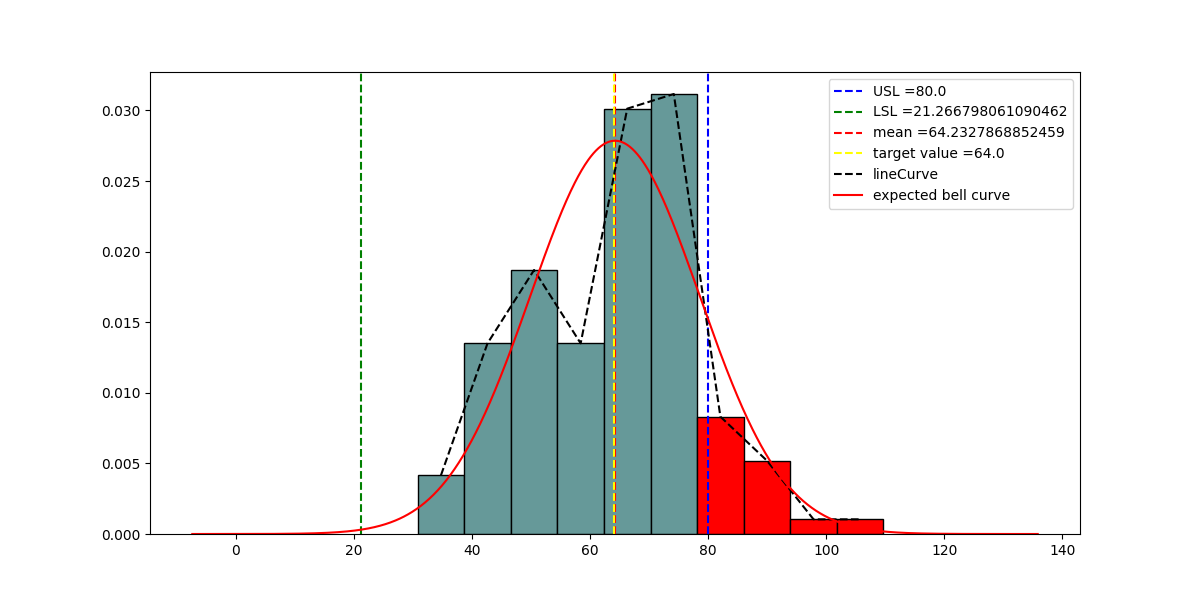 0.030
0.025
0.020
0.015
0.010
0.005
0.000
0 20 40 60 80 100 120 140
USL =80.0
LSL =21.266798061090462
mean =64.2327868852459
target value =64.0
lineCurve
expected bell curve